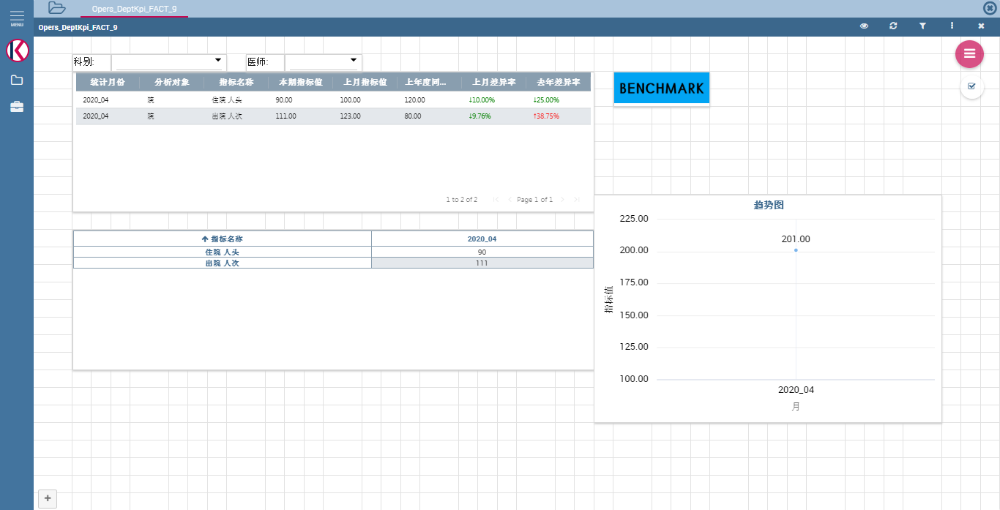 Opers_DeptKpi_FACT_9
MENU
Opers_DeptKpi_FACT_9
科别:
医师:
统计月份 分析对象 指标名称 本期指标值 上月指标值 上年度同... 上月差异率 去年差异率
2020_04 院 住院 人头 90.00 100.00 120.00 ↓10.00% ↓25.00%
2020_04 院 出院 人次 111.00 123.00 80.00 ↓9.76% ↑38.75%
1 to 2 of 2 Page 1 of 1
BENCHMARK
↑ 指标名称 2020_04
住院 人头 90
出院 人次 111
趋势图
225.00
201.00
200.00
175.00
指标值
150.00
125.00
100.00
2020_04
月